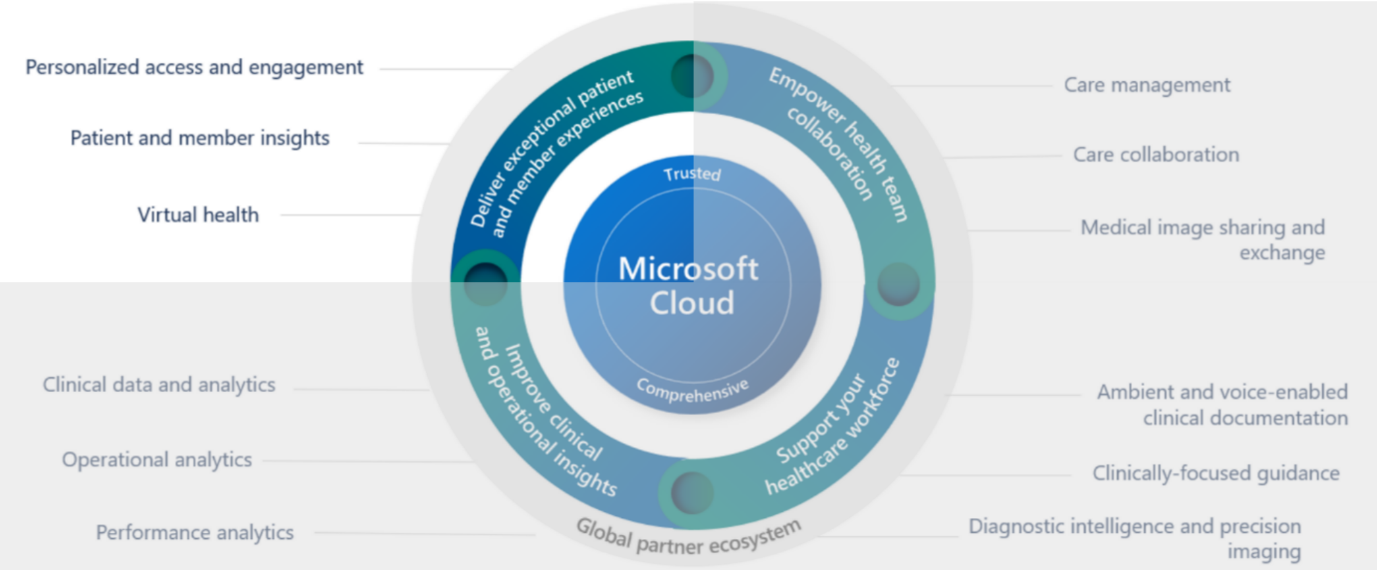 Personalized access and engagement
Patient and member insights
Virtual health
Deliver exceptional patient
and member experiences
Empower health team
collaboration
Care management
Care collaboration
Medical image sharing and
exchange
Trusted
Microsoft
Cloud
Comprehensive
Clinical data and analytics
Operational analytics
Performance analytics
Improve clinical
and operational insights
Support your
healthcare workforce
Ambient and voice-enabled
clinical documentation
Clinically-focused guidance
Diagnostic intelligence and precision
imaging
Global partner ecosystem